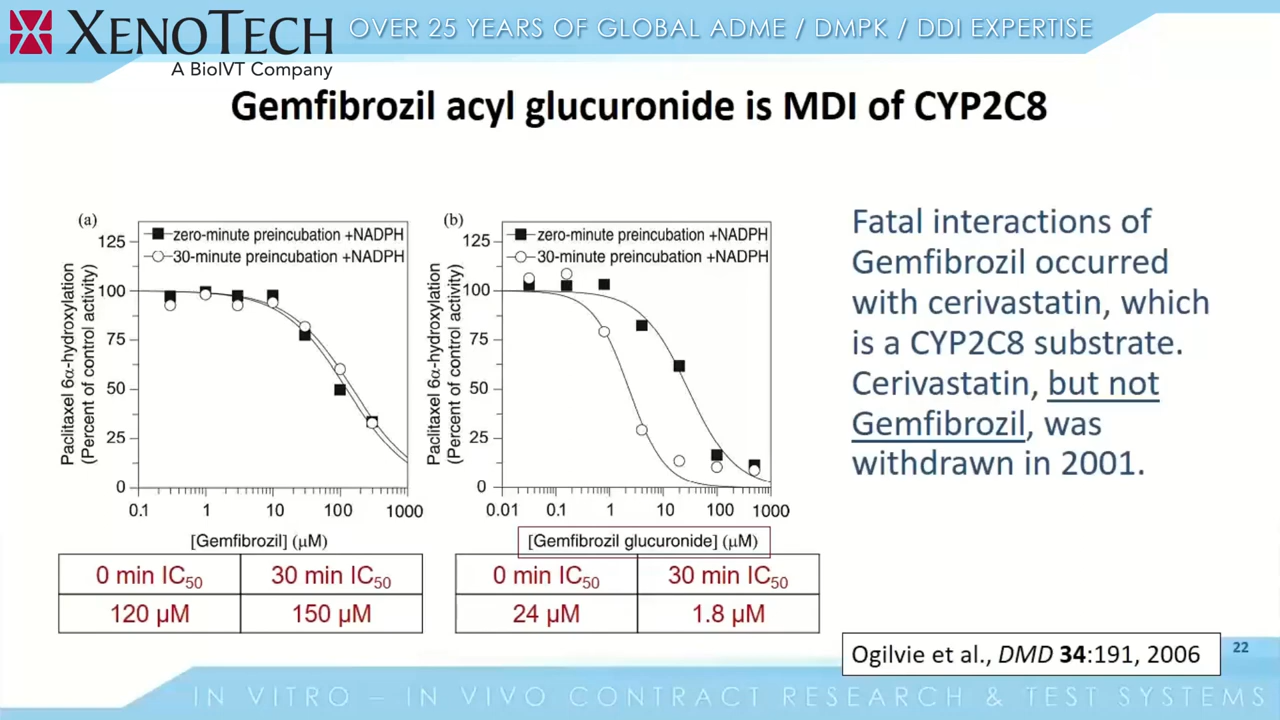 XENOTECH
A BioIVT Company
OVER 25 YEARS OF GLOBAL ADME / DMPK / DDI EXPERTISE
Gemfibrozil acyl glucuronide is MDI of CYP2C8
(a)
zero-minute preincubation +NADPH
30-minute preincubation +NADPH
Paclitaxel 6α-hydroxylation
(Percent of control activity)
125
100
75
50
25
0
0.1 1 10 100 1000
[Gemfibrozil] (μM)
(b)
zero-minute preincubation +NADPH
30-minute preincubation +NADPH
Paclitaxel 6α-hydroxylation
(Percent of control activity)
125
100
75
50
25
0
0.01 0.1 1 10 100 1000
[Gemfibrozil glucuronide] (μM)
0 min IC50 30 min IC50
120 μM 150 μM
0 min IC50 30 min IC50
24 μM 1.8 μM
Fatal interactions of
Gemfibrozil occurred
with cerivastatin, which
is a CYP2C8 substrate.
Cerivastatin, but not
Gemfibrozil, was
withdrawn in 2001.
Ogilvie et al., DMD 34:191, 2006
22
IN VITRO – IN VIVO CONTRACT RESEARCH & TEST SYSTEMS